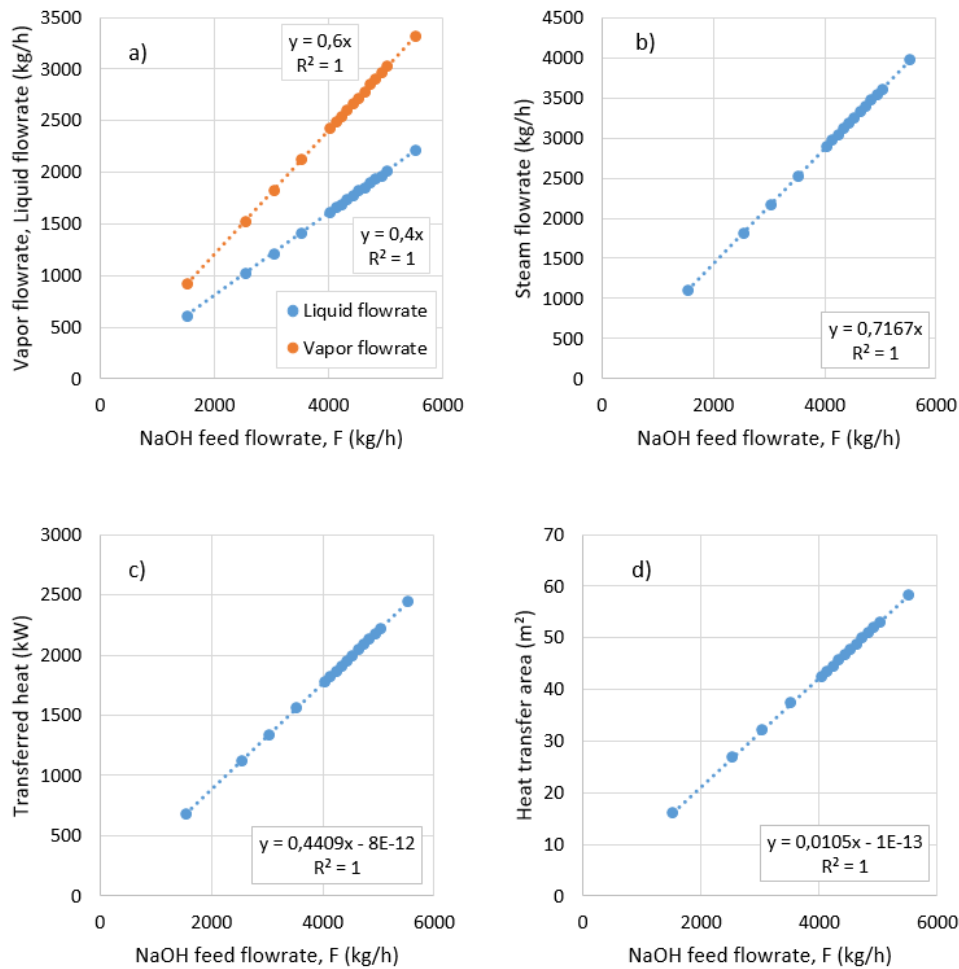 a)
Vapor flowrate, Liquid flowrate (kg/h)
3500
3000
2500
2000
1500
1000
500
0
y = 0,6x
R² = 1
y = 0,4x
R² = 1
Liquid flowrate
Vapor flowrate
0 2000 4000 6000
NaOH feed flowrate, F (kg/h)
b)
Steam flowrate (kg/h)
4500
4000
3500
3000
2500
2000
1500
1000
500
0
y = 0,7167x
R² = 1
0 2000 4000 6000
NaOH feed flowrate, F (kg/h)
c)
Transferred heat (kW)
3000
2500
2000
1500
1000
500
0
y = 0,4409x - 8E-12
R² = 1
0 2000 4000 6000
NaOH feed flowrate, F (kg/h)
d)
Heat transfer area (m²)
70
60
50
40
30
20
10
0
y = 0,0105x - 1E-13
R² = 1
0 2000 4000 6000
NaOH feed flowrate, F (kg/h)